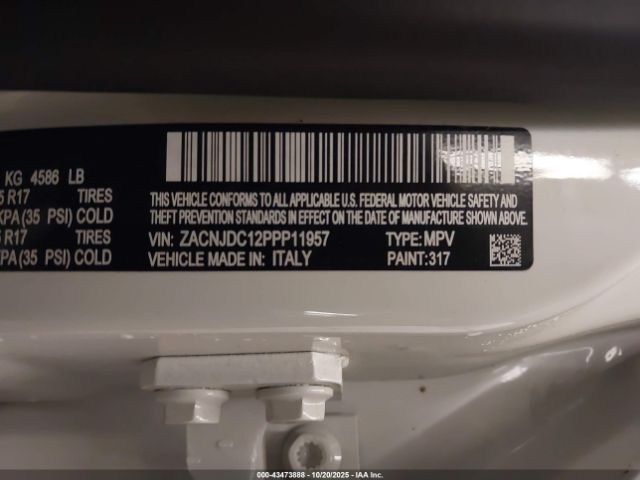 KG 4586 LB
5 R17 TIRES
KPA (35 PSI) COLD
R17 TIRES
KPA (35 PSI) COLD
THIS VEHICLE CONFORMS TO ALL APPLICABLE U.S. FEDERAL MOTOR VEHICLE SAFETY AND
THEFT PREVENTION STANDARDS IN EFFECT ON THE DATE OF MANUFACTURE SHOWN ABOVE.
VIN: ZACNJDC12PPP11957 TYPE: MPV
VEHICLE MADE IN: ITALY PAINT: 317
000-43473888 - 10/20/2025 - IAA Inc.